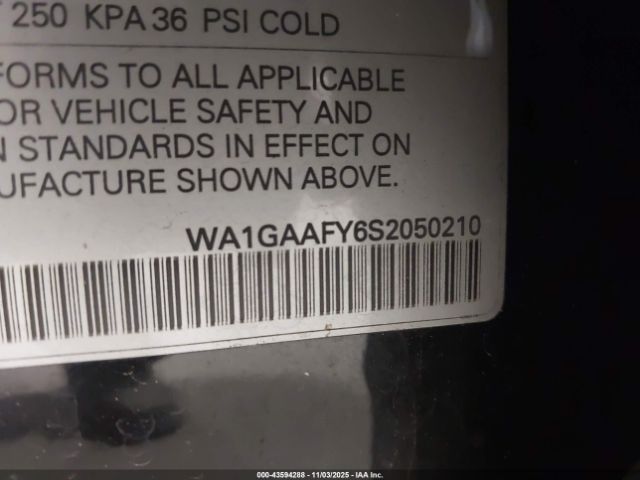 250 KPA 36 PSI COLD
FORMS TO ALL APPLICABLE
OR VEHICLE SAFETY AND
N STANDARDS IN EFFECT ON
UFACTURE SHOWN ABOVE.
WA1GAAFY6S2050210
000-43594288 - 11/03/2025 - IAA Inc.